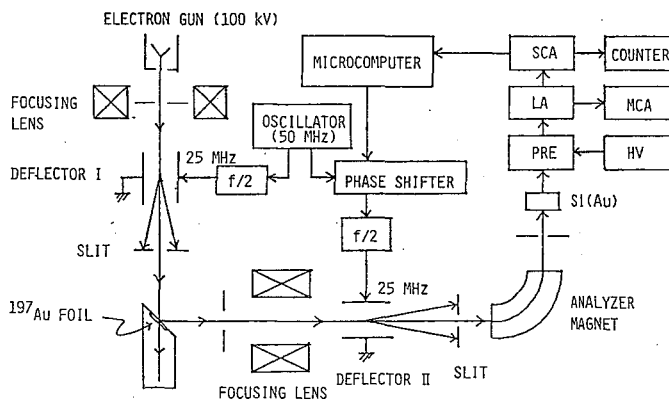 ELECTRON GUN (100 kV)
FOCUSING
LENS
DEFLECTOR I
25 MHz
f/2
OSCILLATOR
(50 MHz)
MICROCOMPUTER
PHASE SHIFTER
f/2
25 MHz
SCA
COUNTER
LA
MCA
PRE
HV
Si(Au)
SLIT
197Au FOIL
FOCUSING LENS
DEFLECTOR II
SLIT
ANALYZER
MAGNET